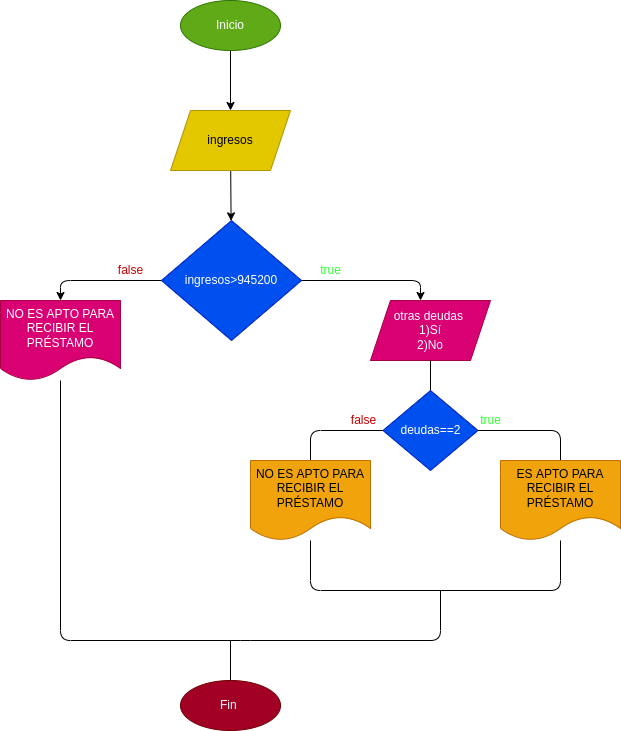 Inicio
ingresos
ingresos>945200
false
true
NO ES APTO PARA
RECIBIR EL
PRÉSTAMO
otras deudas
1)Sí
2)No
deudas==2
false
true
NO ES APTO PARA
RECIBIR EL
PRÉSTAMO
ES APTO PARA
RECIBIR EL
PRÉSTAMO
Fin